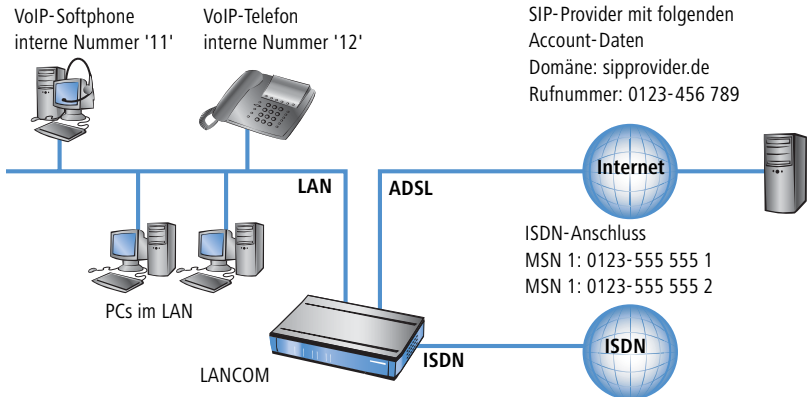 VoIP-Softphone
interne Nummer '11'
VoIP-Telefon
interne Nummer '12'
SIP-Provider mit folgenden
Account-Daten
Domäne: sipprovider.de
Rufnummer: 0123-456 789
LAN
ADSL
Internet
PCs im LAN
ISDN-Anschluss
MSN 1: 0123-555 555 1
MSN 1: 0123-555 555 2
LANCOM
ISDN
ISDN